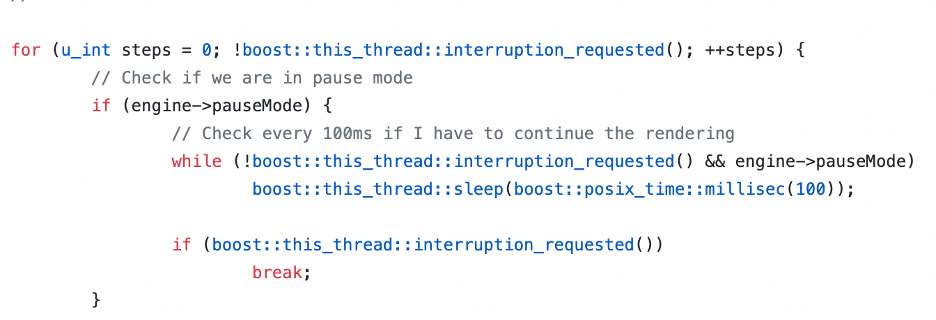 for (u_int steps = 0; !boost::this_thread::interruption_requested(); ++steps) {
// Check if we are in pause mode
if (engine->pauseMode) {
// Check every 100ms if I have to continue the rendering
while (!boost::this_thread::interruption_requested() && engine->pauseMode)
boost::this_thread::sleep(boost::posix_time::millisec(100));
if (boost::this_thread::interruption_requested())
break;
}